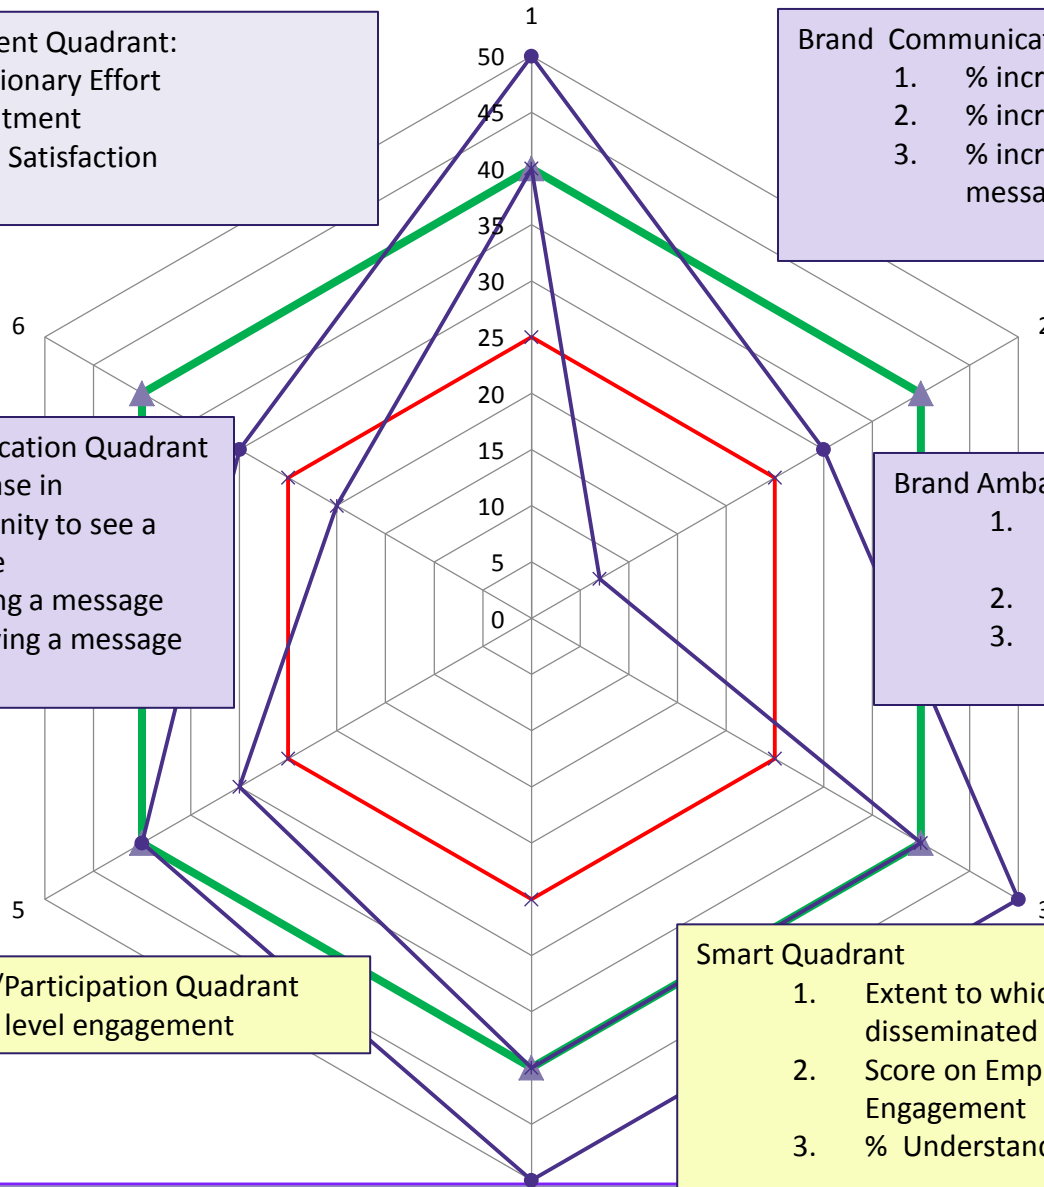 1
ent Quadrant:
ionary Effort
tment
Satisfaction
Brand Communicat
1. % incr
2. % incr
3. % incr
messa
50
45
40
35
30
25
20
15
10
5
0
6
2
ication Quadrant
ase in
nity to see a
e
ng a message
ving a message
Brand Amba
1.
2.
3.
5
3
/Participation Quadrant
level engagement
Smart Quadrant
1. Extent to whic
disseminated
2. Score on Emp
Engagement
3. % Understand